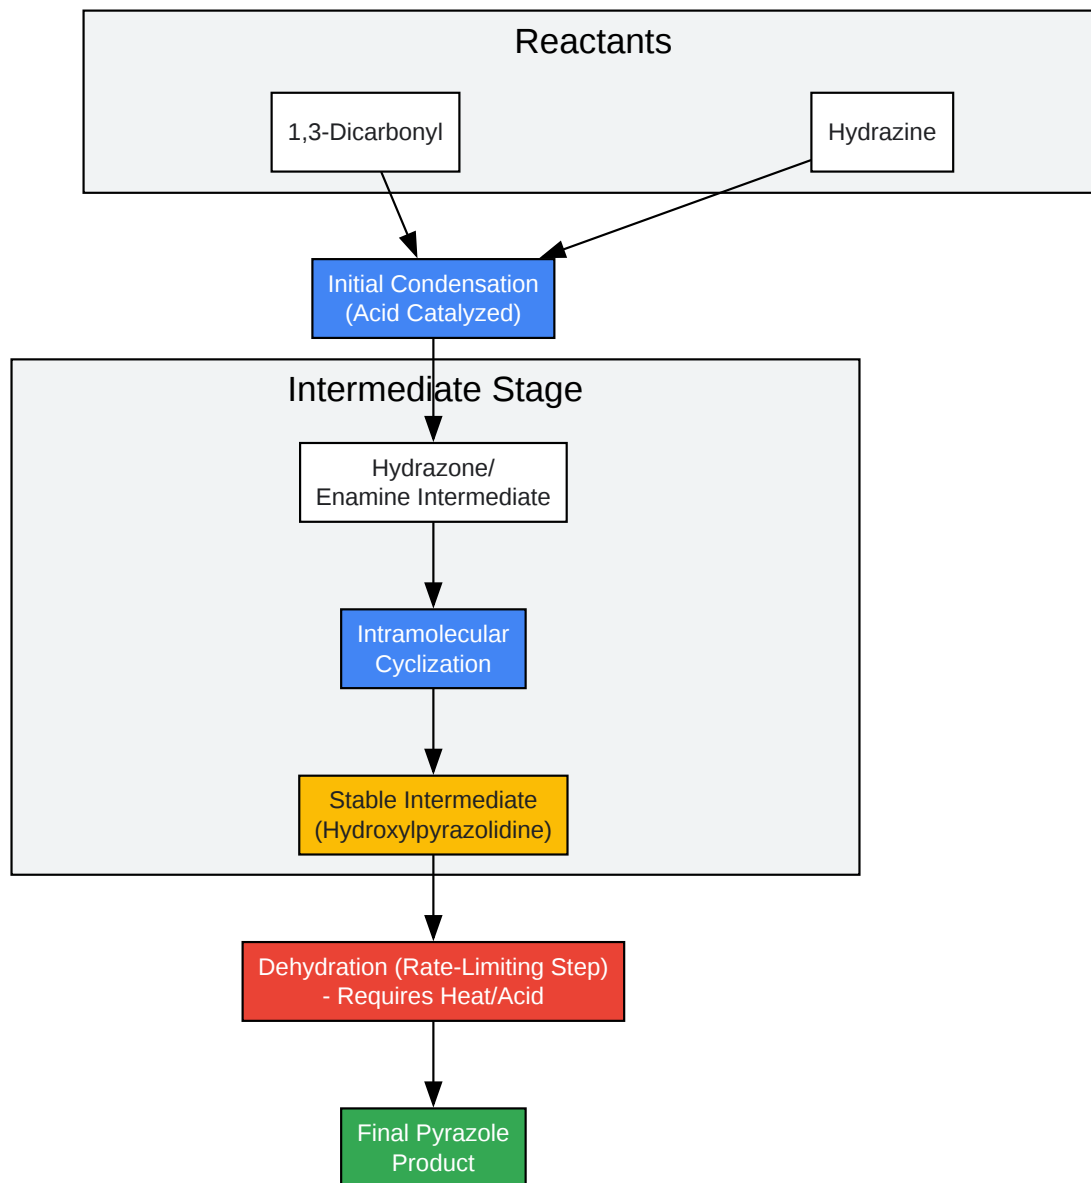 Reactants
1,3-Dicarbonyl
Hydrazine
Initial Condensation
(Acid Catalyzed)
Intermediate Stage
Hydrazone/
Enamine Intermediate
Intramolecular
Cyclization
Stable Intermediate
(Hydroxylpyrazolidine)
Dehydration (Rate-Limiting Step)
- Requires Heat/Acid
Final Pyrazole
Product